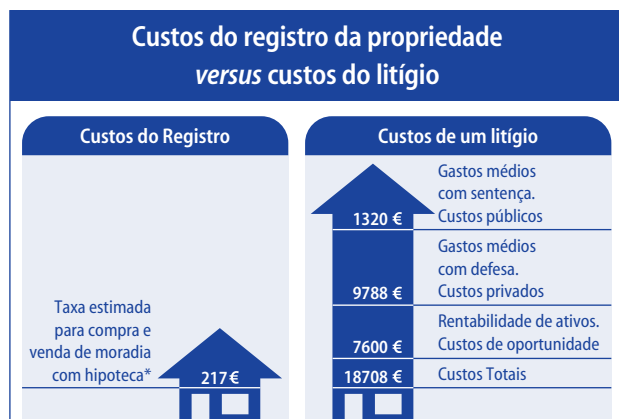 Custos do registro da propriedade
versus custos do litígio
Custos do Registro
Taxa estimada
para compra e
venda de moradia
com hipoteca*
217 €
Custos de um litígio
Gastos médios
com sentença.
1320 € Custos públicos
Gastos médios
com defesa.
9788 € Custos privados
Rentabilidade de ativos.
7600 € Custos de oportunidade
18708 € Custos Totais